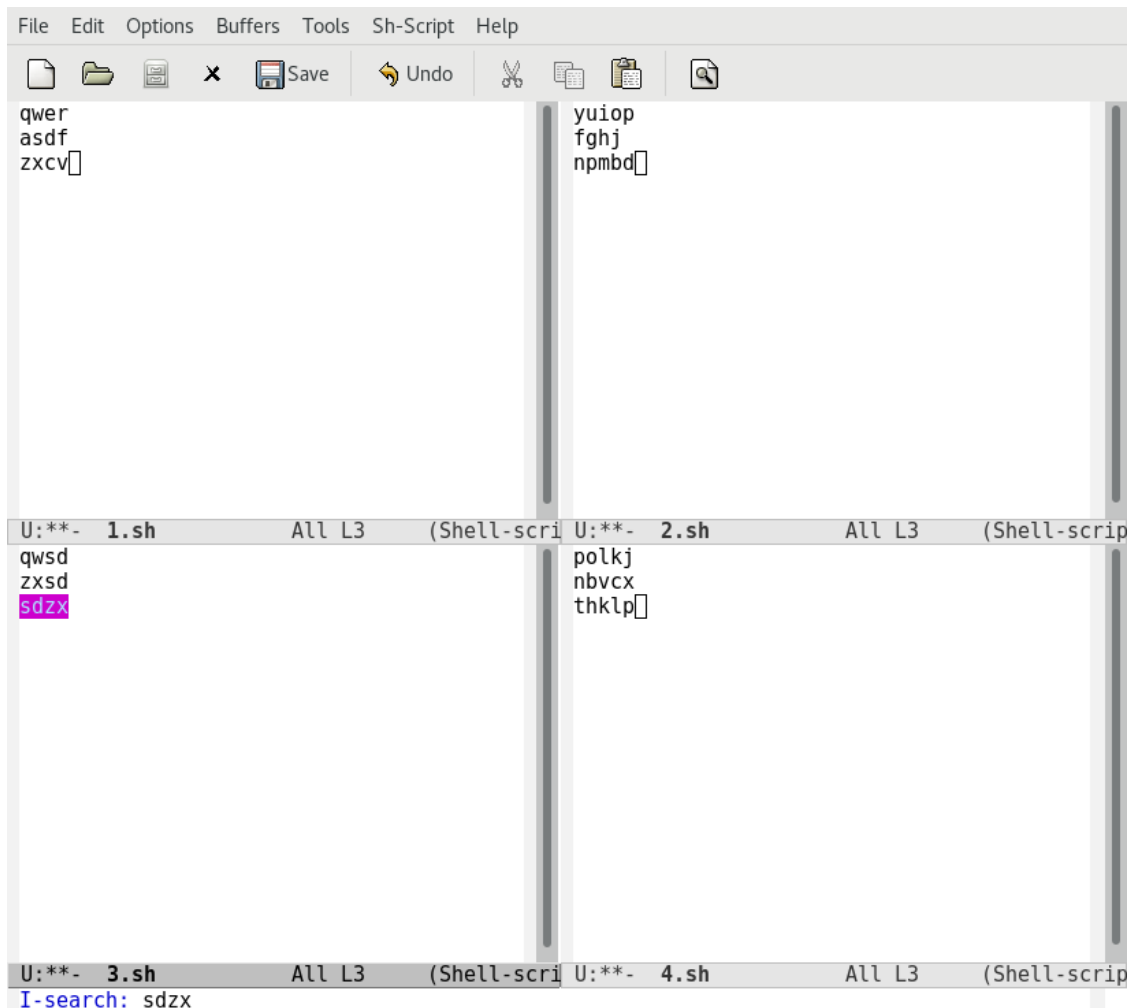 File Edit Options Buffers Tools Sh-Script Help
Save Undo
qwer
asdf
zxcv
U:**- 1.sh All L3 (Shell-scri
yuiop
fghj
npmbd
U:**- 2.sh All L3 (Shell-scrip
qwsd
zxsd
sdzx
U:**- 3.sh All L3 (Shell-scri
polkj
nbvcx
thklp
U:**- 4.sh All L3 (Shell-scrip
I-search: sdzx